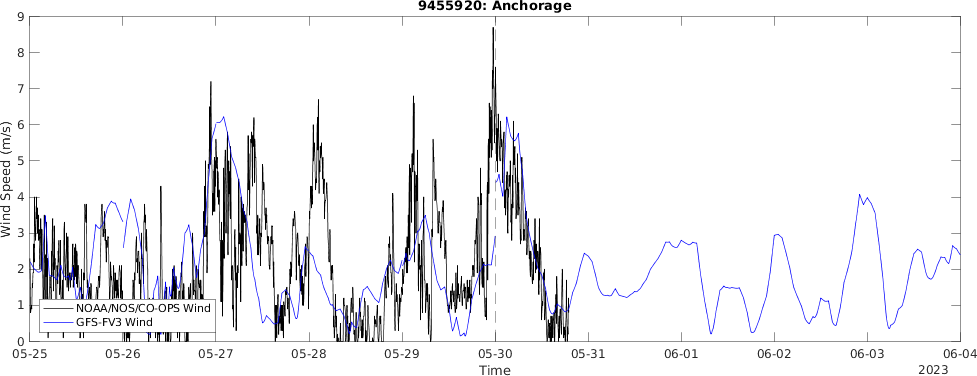 9455920: Anchorage
Wind Speed (m/s)
9
8
7
6
5
4
3
2
1
0
NOAA/NOS/CO-OPS Wind
GFS-FV3 Wind
05-25 05-26 05-27 05-28 05-29 05-30 05-31 06-01 06-02 06-03 06-04
Time
2023